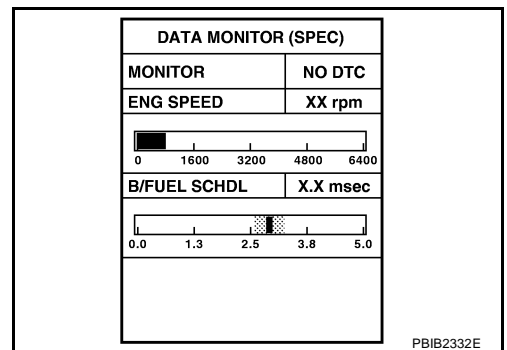 DATA MONITOR (SPEC)
MONITOR NO DTC
ENG SPEED XX rpm
0 1600 3200 4800 6400
B/FUEL SCHDL X.X msec
0.0 1.3 2.5 3.8 5.0
PBIB2332E